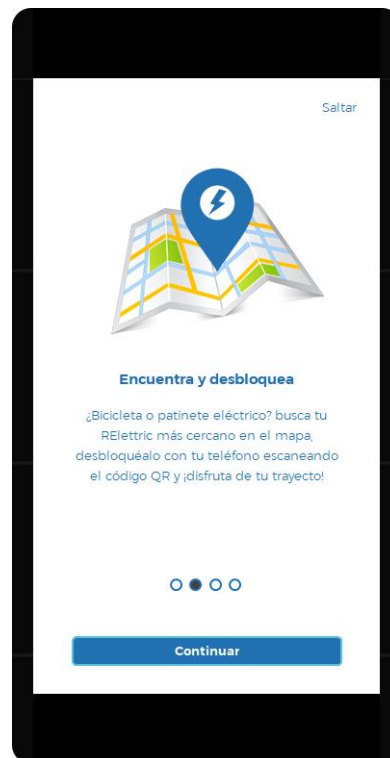 Saltar
Encuentra y desbloquea
¿Bicicleta o patinete eléctrico? busca tu
RElettric más cercano en el mapa,
desbloquéalo con tu teléfono escaneando
el código QR y ¡disfruta de tu trayecto!
Continuar